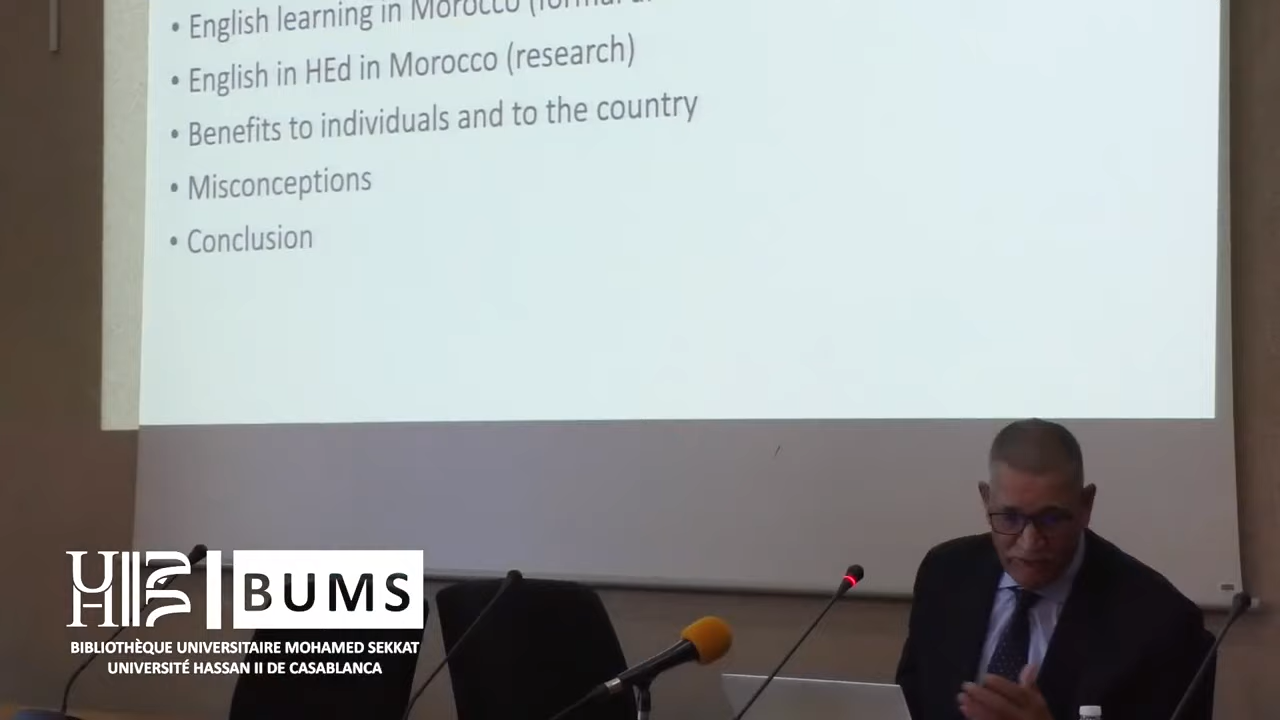 • English learning in Morocco
• English in HEd in Morocco (research)
• Benefits to individuals and to the country
• Misconceptions
• Conclusion
BUMS
BIBLIOTHÈQUE UNIVERSITAIRE MOHAMED SEKKAT
UNIVERSITÉ HASSAN II DE CASABLANCA